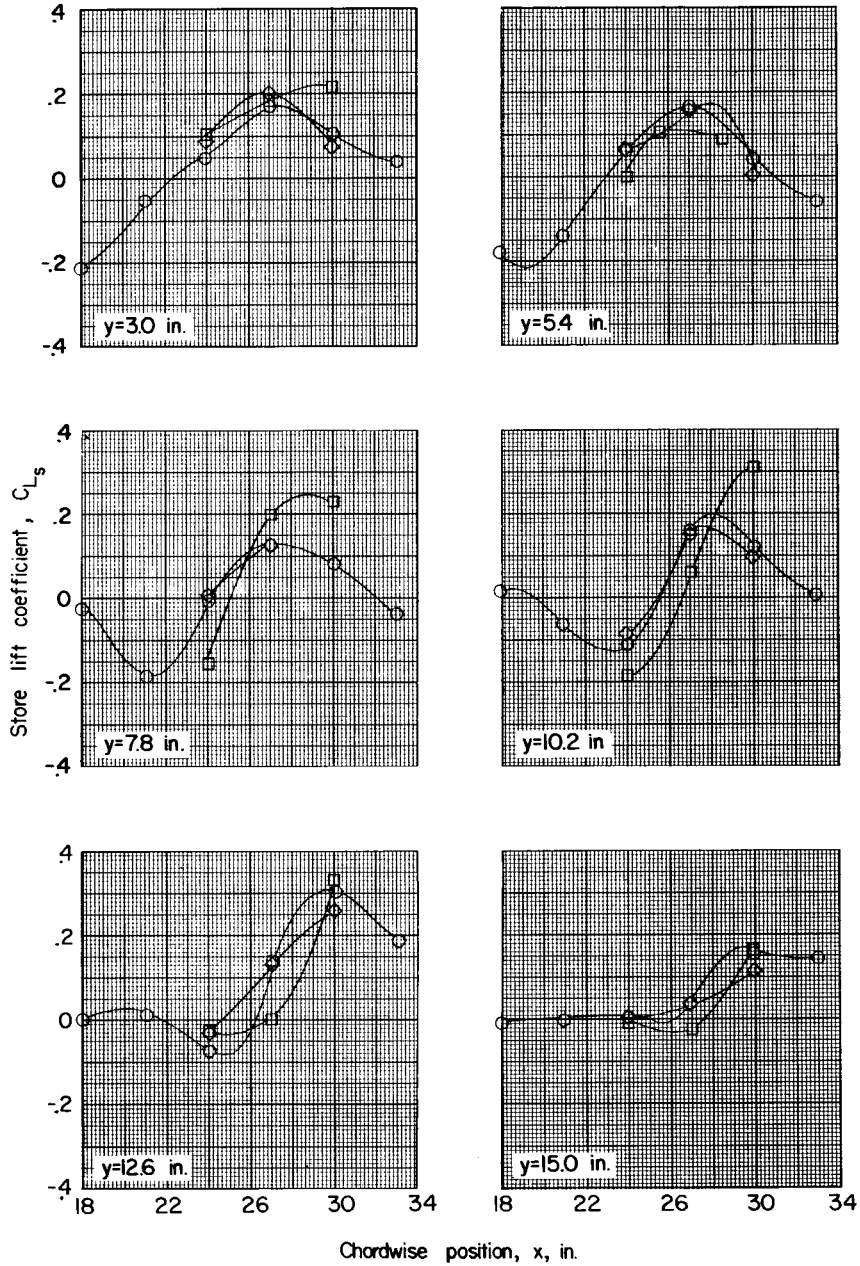 .4
.2
0
-.2
-.4
y=3.0 in.
y=5.4 in.
.4
.2
0
-.2
-.4
y=7.8 in.
y=10.2 in
Store lift coefficient, CLs
.4
.2
0
-.2
-.4
y=12.6 in.
y=15.0 in.
18 22 26 30 34
18 22 26 30 34
Chordwise position, x, in.